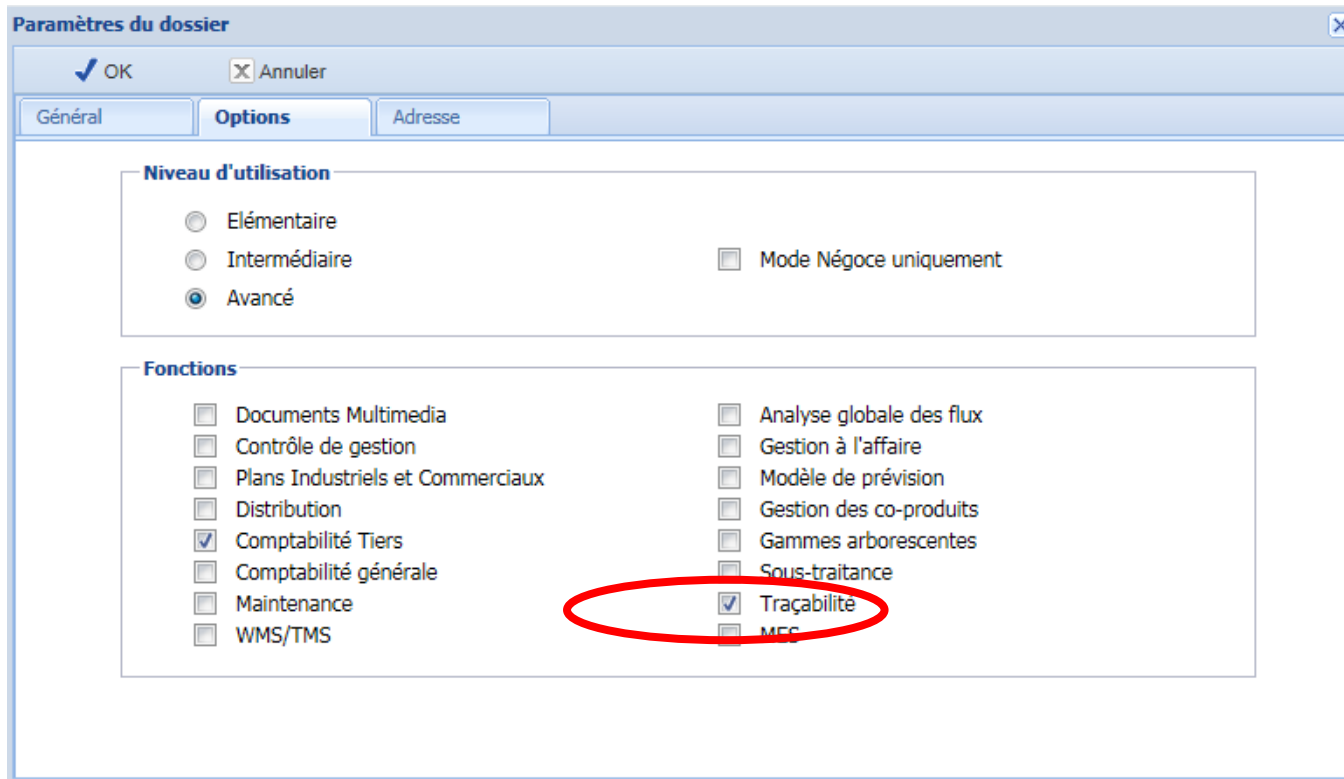 Paramètres du dossier
OK Annuler
Général Options Adresse
Niveau d'utilisation
Elémentaire
Intermédiaire Mode Négoce uniquement
Avancé
Fonctions
Documents Multimedia Analyse globale des flux
Contrôle de gestion Gestion à l'affaire
Plans Industriels et Commerciaux Modèle de prévision
Distribution Gestion des co-produits
Comptabilité Tiers Gammes arborescentes
Comptabilité générale Sous-traitance
Maintenance Traçabilité
WMS/TMS MES